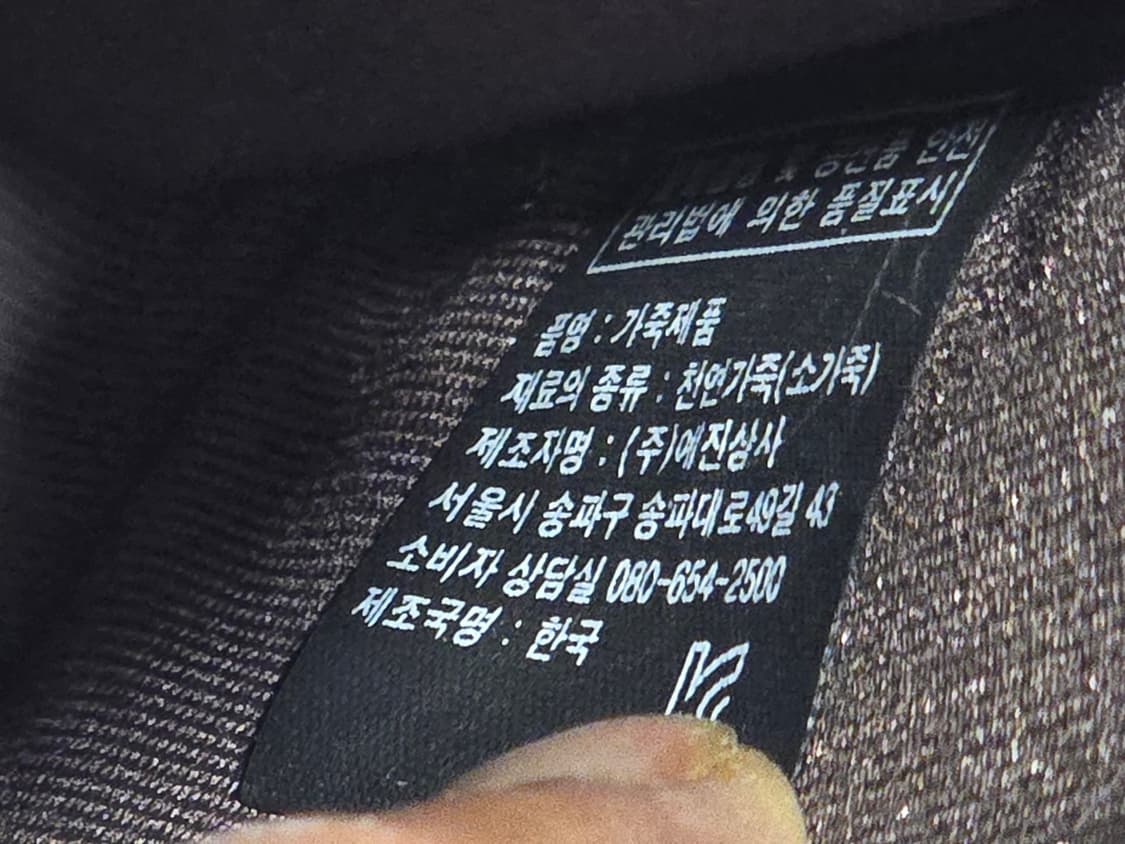 안전
관리법에 의한 품질표시
품명 : 가죽제품
재료의 종류 : 천연가죽(소가죽)
제조자명 : (주)예진상사
서울시 송파구 송파대로49길 43
소비자 상담실 080-654-2500
제조국명 : 한국